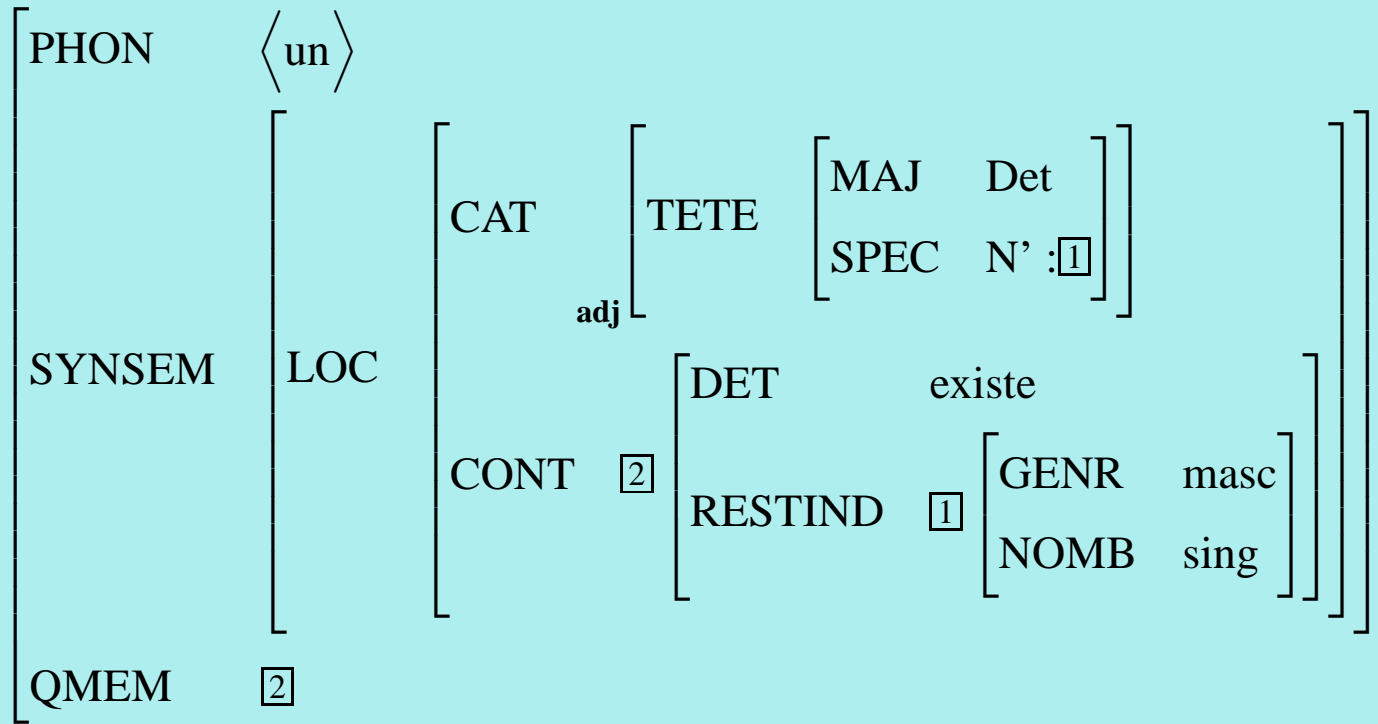 PHON ⟨un⟩
MAJ Det
CAT TETE
SPEC N' :1
adj
SYNSEM LOC
DET existe
CONT 2 GENR masc
RESTIND 1
NOMB sing
QMEM 2